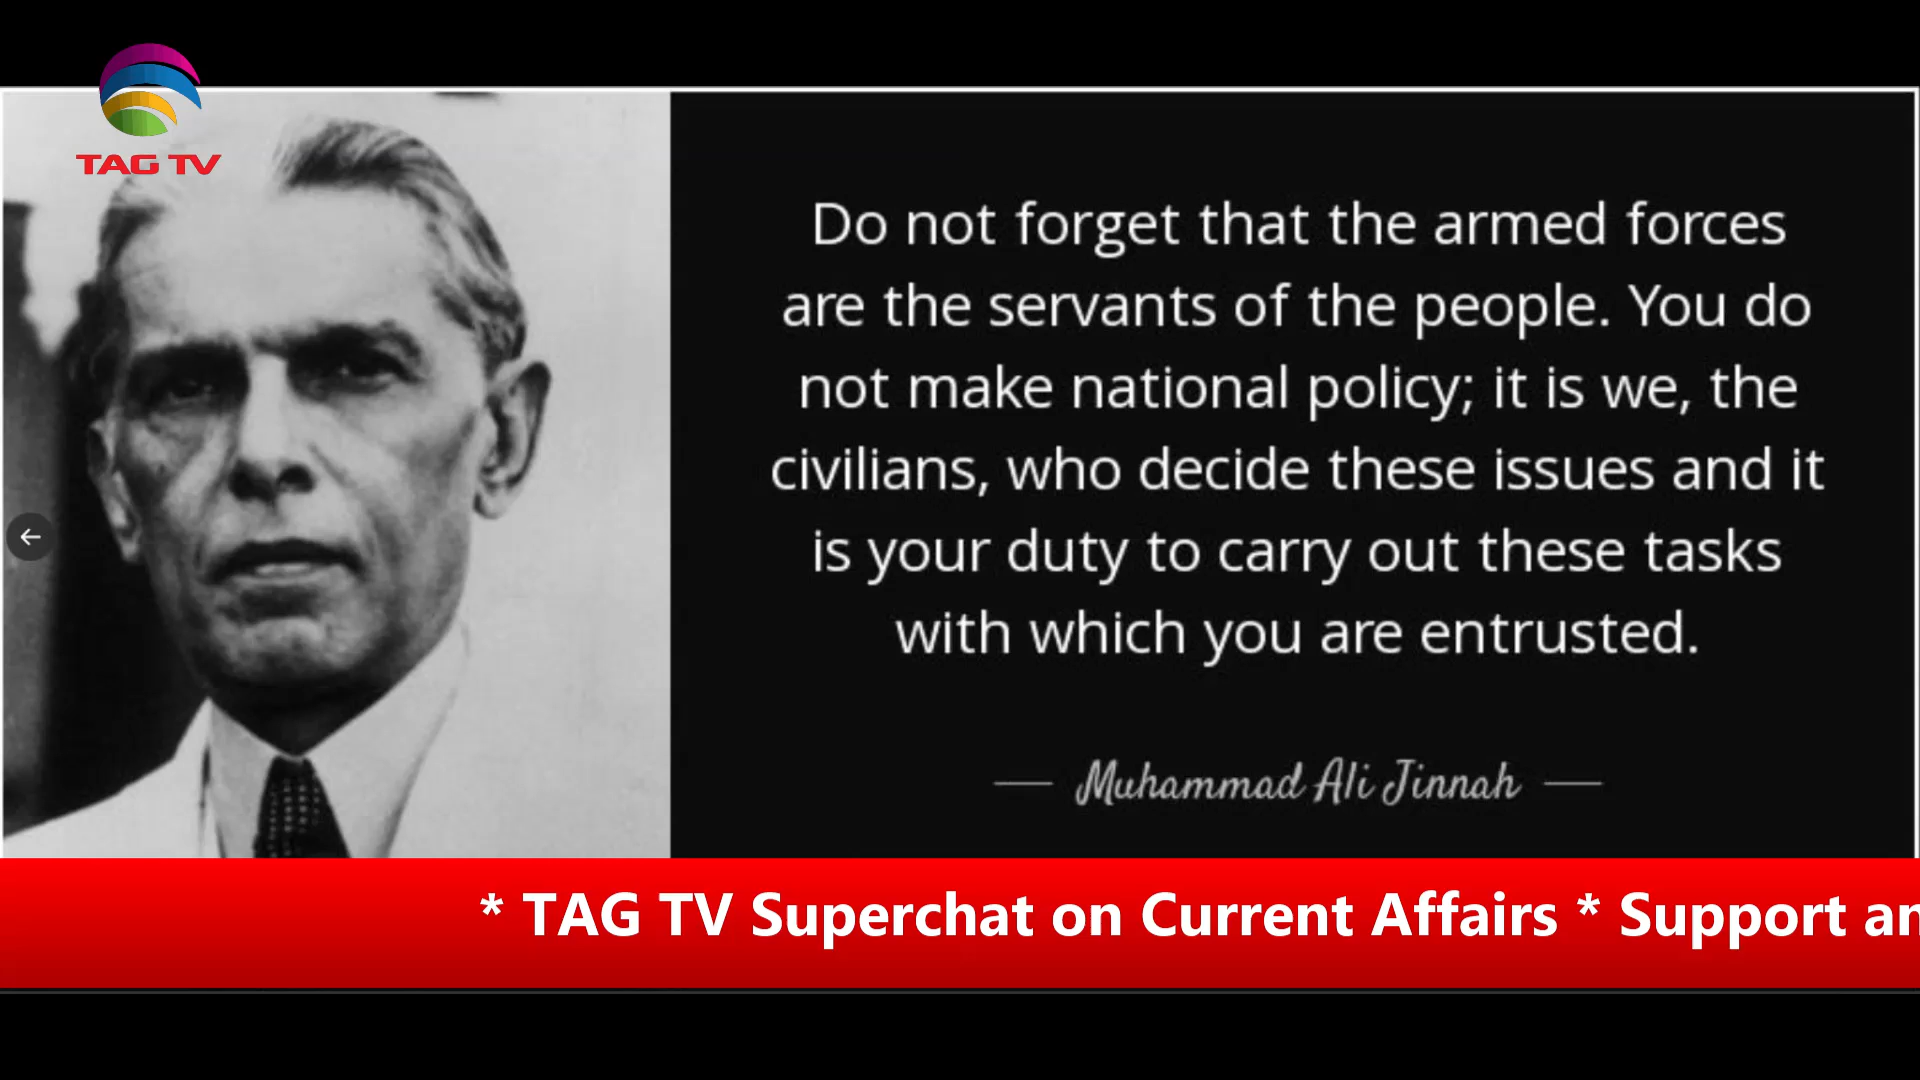 TAG TV
Do not forget that the armed forces
are the servants of the people. You do
not make national policy; it is we, the
civilians, who decide these issues and it
is your duty to carry out these tasks
with which you are entrusted.
Muhammad Ali Jinnah
* TAG TV Superchat on Current Affairs * Support